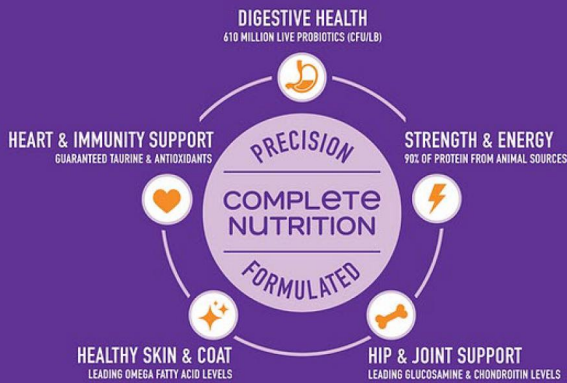 DIGESTIVE HEALTH
610 MILLION LIVE PROBIOTICS (CFU/LB)
HEART & IMMUNITY SUPPORT
GUARANTEED TAURINE & ANTIOXIDANTS
STRENGTH & ENERGY
90% OF PROTEIN FROM ANIMAL SOURCES
PRECISION
COMPLETE
NUTRITION
FORMULATED
HEALTHY SKIN & COAT
LEADING OMEGA FATTY ACID LEVELS
HIP & JOINT SUPPORT
LEADING GLUCOSAMINE & CHONDROITIN LEVELS